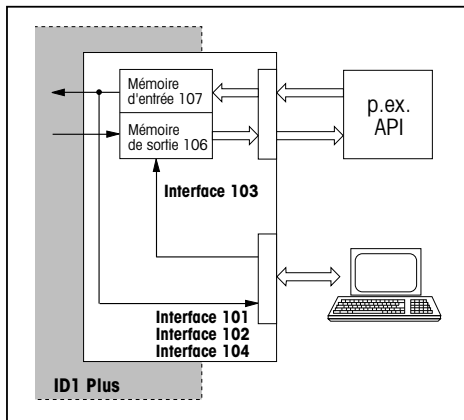 Mémoire
d'entrée 107
Mémoire
de sortie 106
p.ex.
API
Interface 103
Interface 101
Interface 102
Interface 104
ID1 Plus